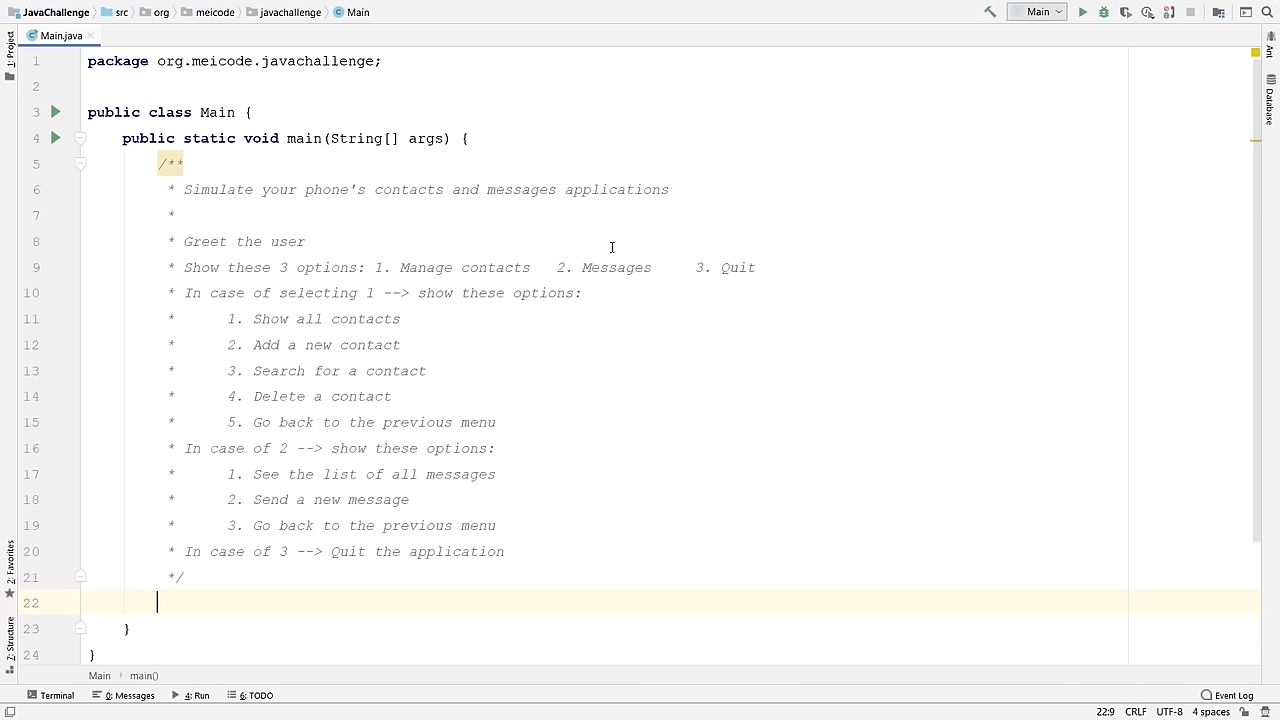 JavaChallenge src org meicode javachallenge Main Main
Main.java
1: Project
Ant
Database
1 package org.meicode.javachallenge;
2
3 public class Main {
4 public static void main(String[] args) {
5 /**
6 * Simulate your phone's contacts and messages applications
7 *
8 * Greet the user
9 * Show these 3 options: 1. Manage contacts 2. Messages 3. Quit
10 * In case of selecting 1 --> show these options:
11 * 1. Show all contacts
12 * 2. Add a new contact
13 * 3. Search for a contact
14 * 4. Delete a contact
15 * 5. Go back to the previous menu
16 * In case of 2 --> show these options:
17 * 1. See the list of all messages
18 * 2. Send a new message
19 * 3. Go back to the previous menu
20 * In case of 3 --> Quit the application
21 */
22
23 }
24 }
2: Favorites
7: Structure
Main main()
Terminal 0: Messages 4: Run 6: TODO Event Log
22:9 CRLF UTF-8 4 spaces